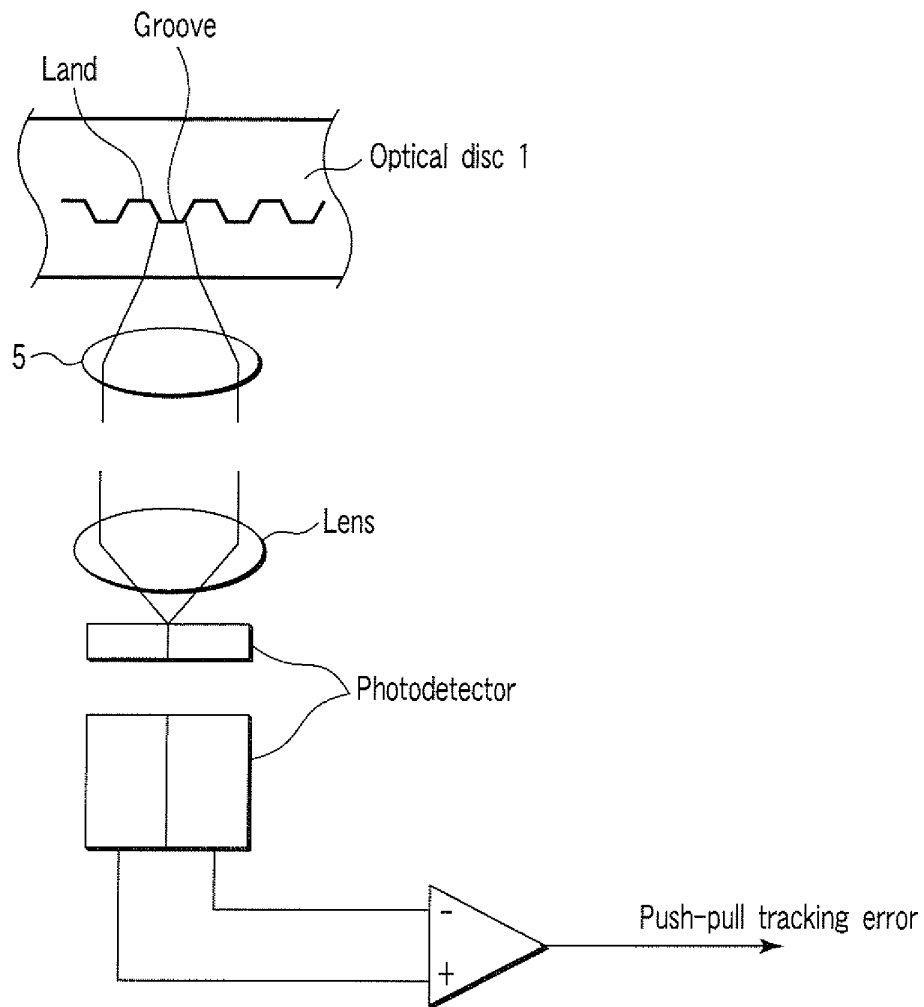 Groove
Land
Optical disc 1
5
Lens
Photodetector
-
+
Push-pull tracking error